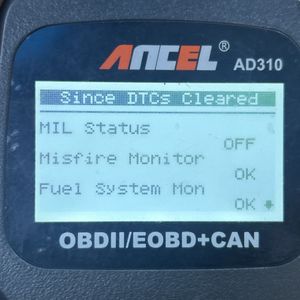 ANCEL®
AD310
Since DTCs Cleared
MIL Status
OFF
Misfire Monitor
OK
Fuel System Mon
OK
OBDII/EOBD+CAN